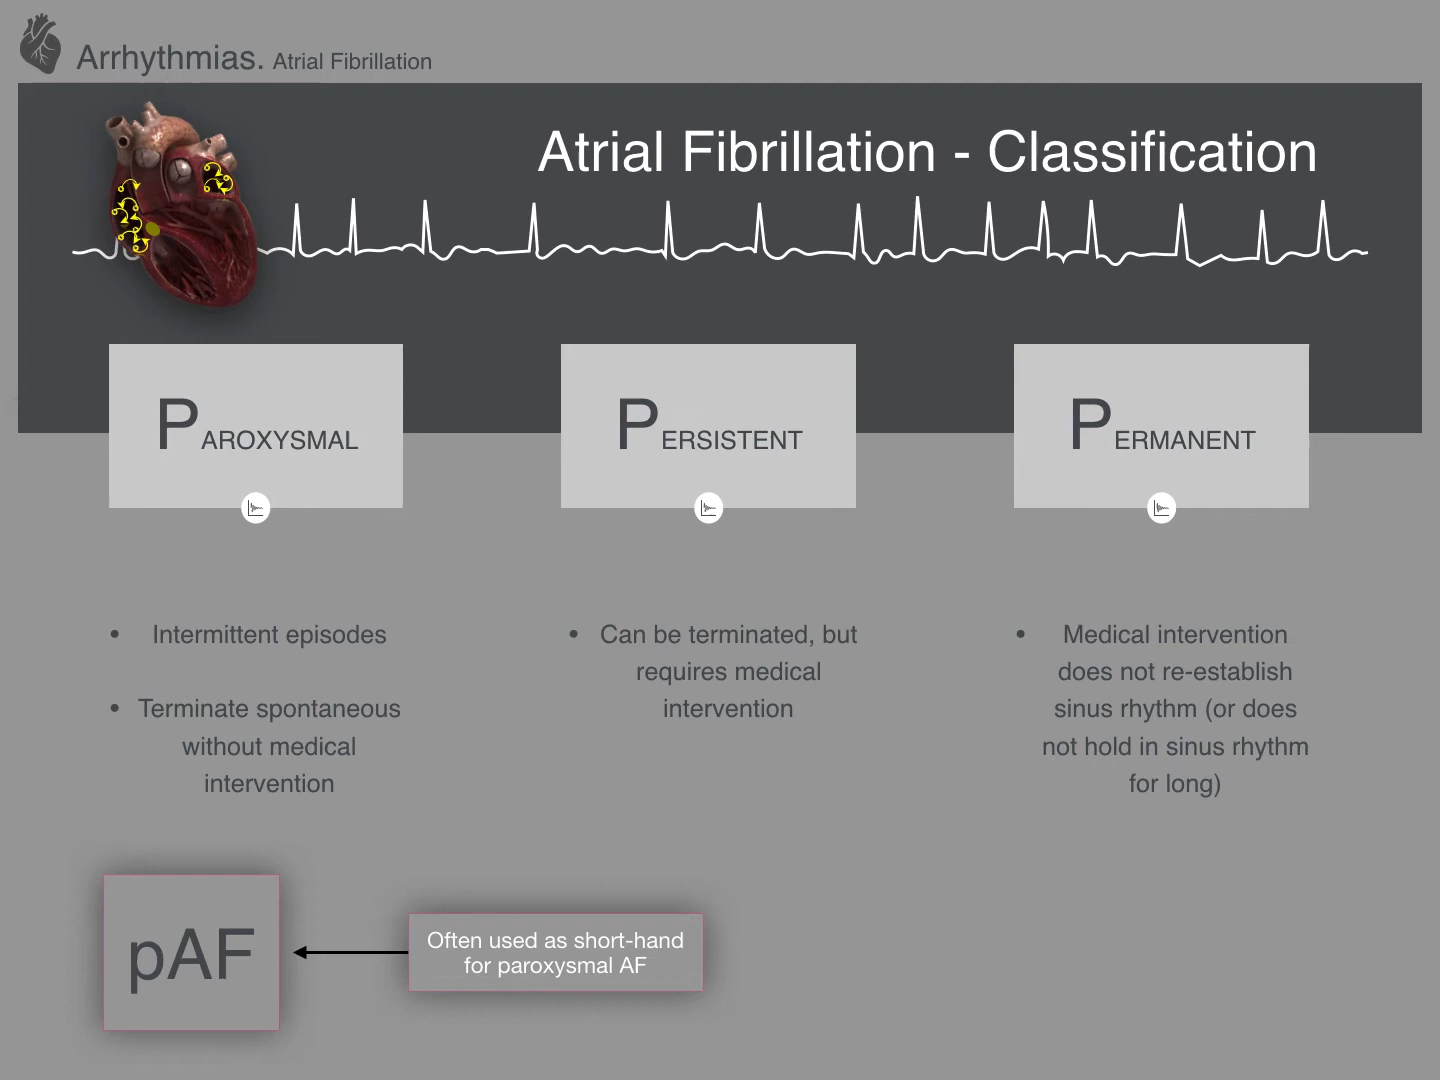 Arrhythmias. Atrial Fibrillation
Atrial Fibrillation - Classification
PAROXYSMAL
PERSISTENT
PERMANENT
• Intermittent episodes
• Terminate spontaneous
without medical
intervention
• Can be terminated, but
requires medical
intervention
• Medical intervention
does not re-establish
sinus rhythm (or does
not hold in sinus rhythm
for long)
pAF
Often used as short-hand
for paroxysmal AF